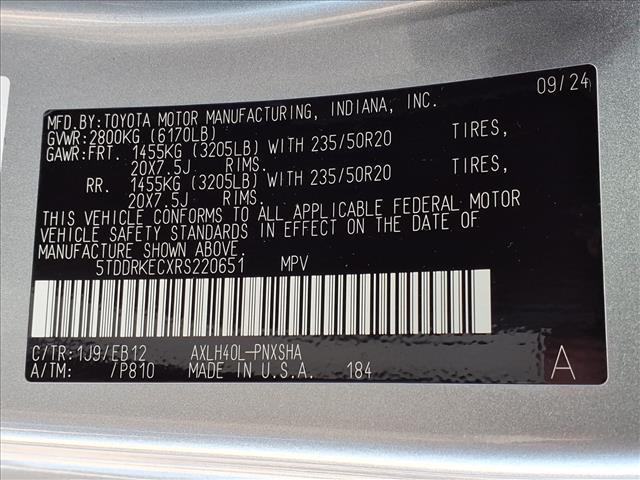 09/24
MFD.BY:TOYOTA MOTOR MANUFACTURING, INDIANA, INC.
GVWR:2800KG (6170LB)
GAWR:FRT. 1455KG (3205LB) WITH 235/50R20 TIRES,
20X7.5J RIMS.
RR. 1455KG (3205LB) WITH 235/50R20 TIRES,
20X7.5J RIMS.
THIS VEHICLE CONFORMS TO ALL APPLICABLE FEDERAL MOTOR
VEHICLE SAFETY STANDARDS IN EFFECT ON THE DATE OF
MANUFACTURE SHOWN ABOVE.
5TDDRKECXRS220651 MPV
C/TR:1J9/EB12 AXLH40L-PNXSHA
A/TM: /P810 MADE IN U.S.A. 184 A